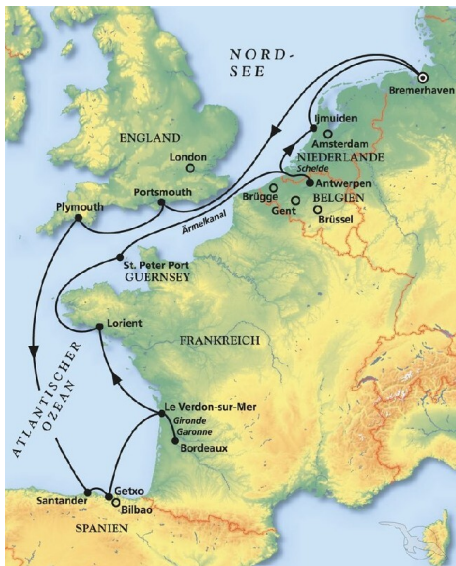 NORD-
SEE
Bremerhaven
Ijmuiden
Amsterdam
NIEDERLANDE
Schelde
Antwerpen
BELGIEN
Brügge
Gent
Brüssel
ENGLAND
London
Portsmouth
Plymouth
Ärmelkanal
St. Peter Port
GUERNSEY
Lorient
FRANKREICH
ATLANTISCHER
OZEAN
Le Verdon-sur-Mer
Gironde
Garonne
Bordeaux
Santander
Getxo
Bilbao
SPANIEN